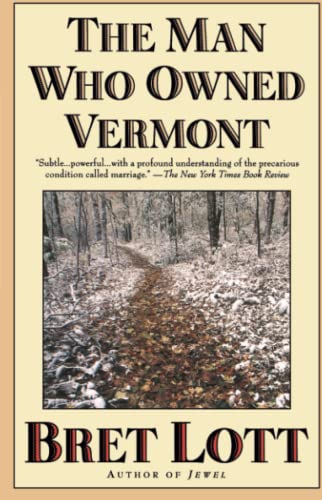 THE MAN
WHO OWNED
VERMONT
"Subtle...powerful...with a profound understanding of the precarious
condition called marriage." —The New York Times Book Review
BRET LOTT
AUTHOR OF JEWEL